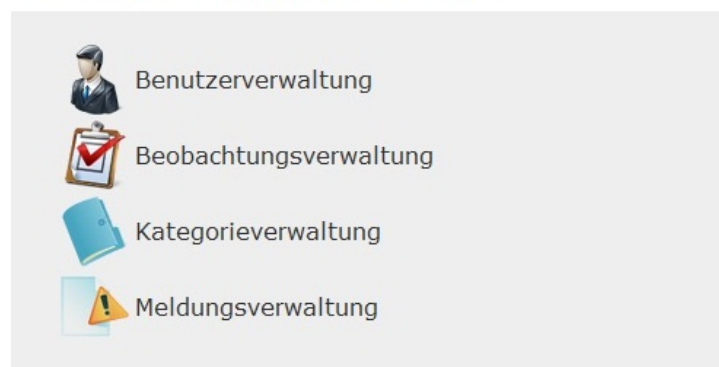 Benutzerverwaltung
Beobachtungsverwaltung
Kategorieverwaltung
Meldungsverwaltung